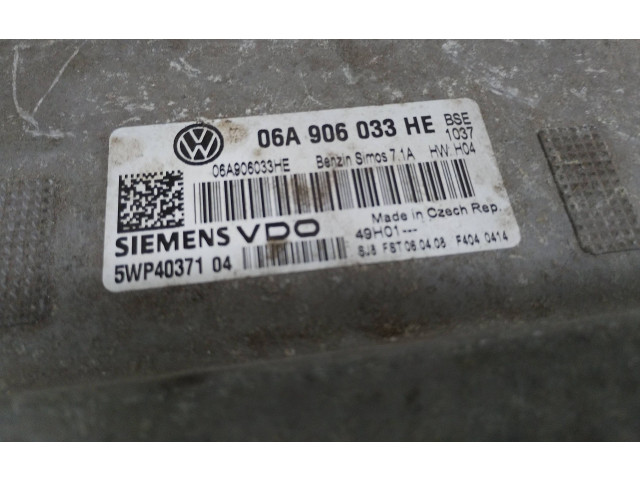 06A 906 033 HE BSE
1037
06A906033HE Benzin Simos 7.1A HW: H04
Made in Czech Rep.
SIEMENS VDO 49H01---
5WP40371 04 SJ8 FST 06.04.08 F404 0414